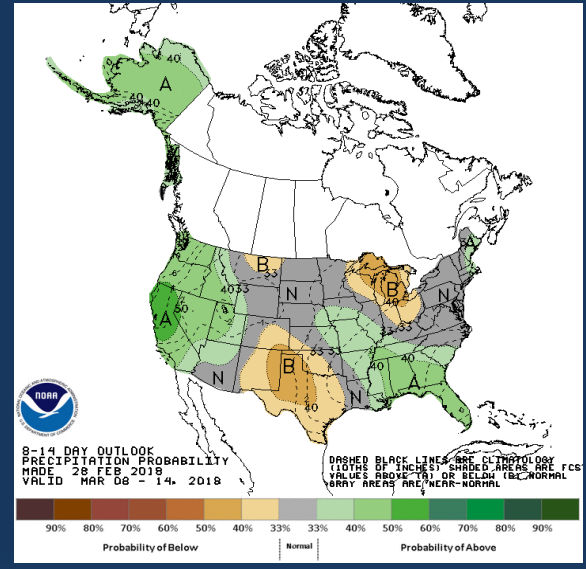 40
A
40
40
A
B
33
B
40
33
N
N
40
33
50
A
33
33
33
33
B
40
40
N
A
40
N
NOAA
8-14 DAY OUTLOOK
PRECIPITATION PROBABILITY
MADE 28 FEB 2018
VALID MAR 08 - 14, 2018
DASHED BLACK LINES ARE CLIMATOLOGY
(10THS OF INCHES) SHADED AREAS ARE FCST
VALUES ABOVE (A) OR BELOW (B) NORMAL
GRAY AREAS ARE NEAR-NORMAL
90% 80% 70% 60% 50% 40% 33% 33% 40% 50% 60% 70% 80% 90%
Probability of Below Normal Probability of Above